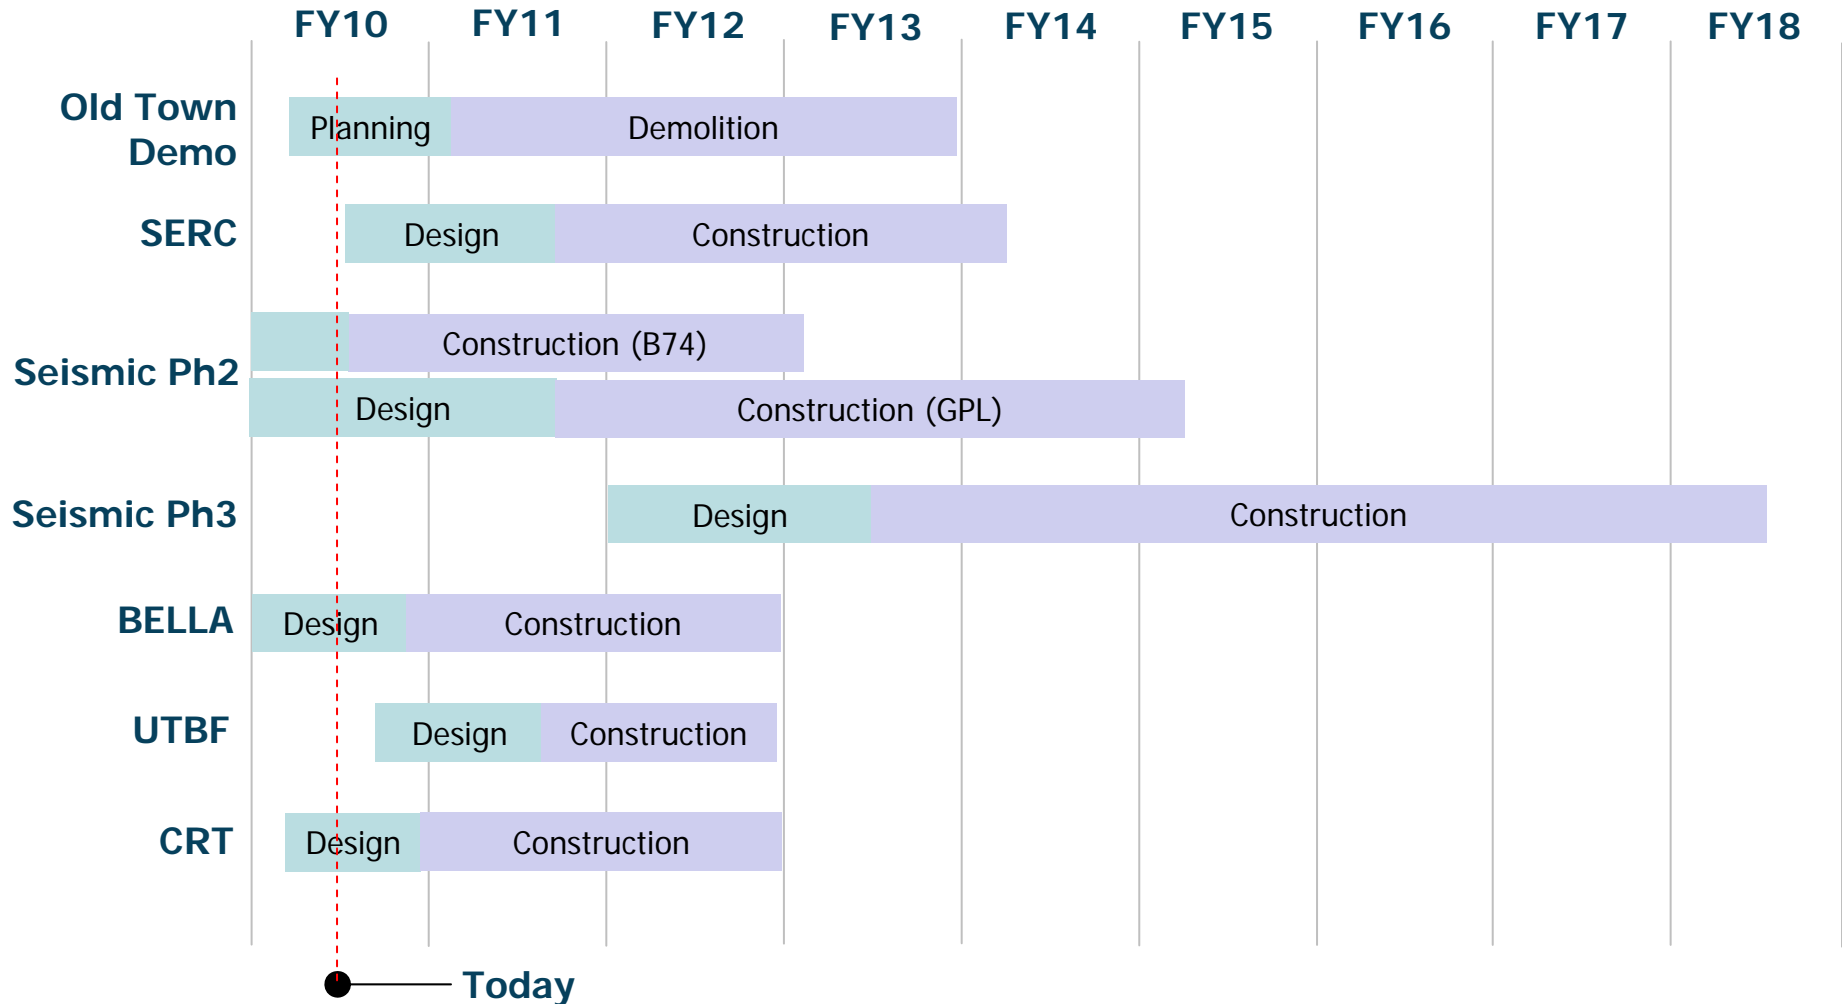 FY10 FY11 FY12 FY13 FY14 FY15 FY16 FY17 FY18
Old Town
Demo
Planning Demolition
SERC Design Construction
Construction (B74)
Seismic Ph2
Design Construction (GPL)
Seismic Ph3 Design Construction
BELLA Design Construction
UTBF Design Construction
CRT Design Construction
Today